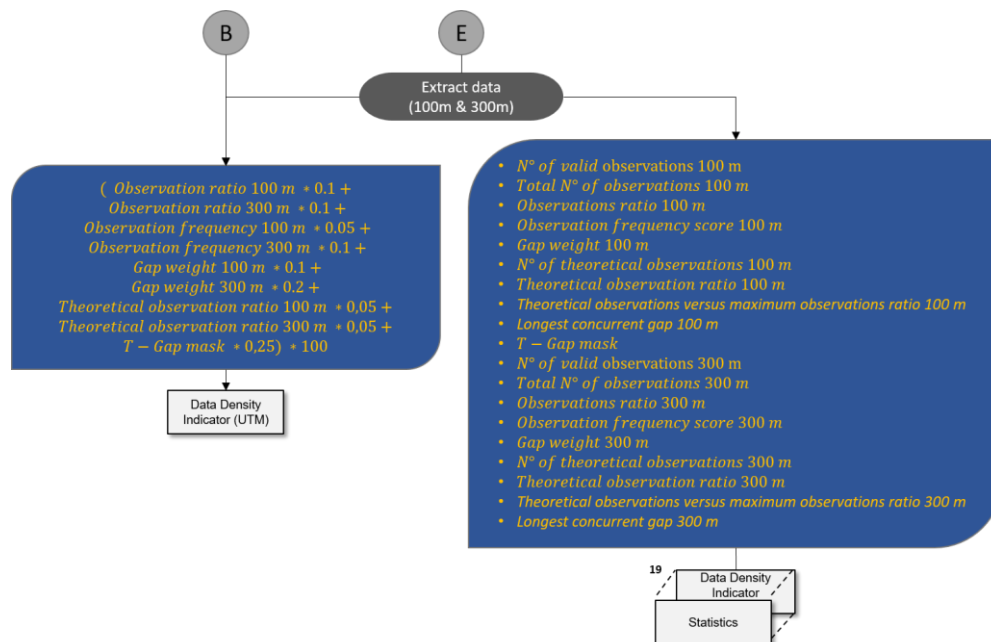 B
E
Extract data
(100m & 300m)
( Observation ratio 100 m * 0.1 +
Observation ratio 300 m * 0.1 +
Observation frequency 100 m * 0.05 +
Observation frequency 300 m * 0.1 +
Gap weight 100 m * 0.1 +
Gap weight 300 m * 0.2 +
Theoretical observation ratio 100 m * 0,05 +
Theoretical observation ratio 300 m * 0,05 +
T − Gap mask * 0,25) * 100
Data Density
Indicator (UTM)
• N° of valid observations 100 m
• Total N° of observations 100 m
• Observations ratio 100 m
• Observation frequency score 100 m
• Gap weight 100 m
• N° of theoretical observations 100 m
• Theoretical observation ratio 100 m
• Theoretical observations versus maximum observations ratio 100 m
• Longest concurrent gap 100 m
• T − Gap mask
• N° of valid observations 300 m
• Total N° of observations 300 m
• Observations ratio 300 m
• Observation frequency score 300 m
• Gap weight 300 m
• N° of theoretical observations 300 m
• Theoretical observation ratio 300 m
• Theoretical observations versus maximum observations ratio 300 m
• Longest concurrent gap 300 m
19
Data Density
Indicator
Statistics